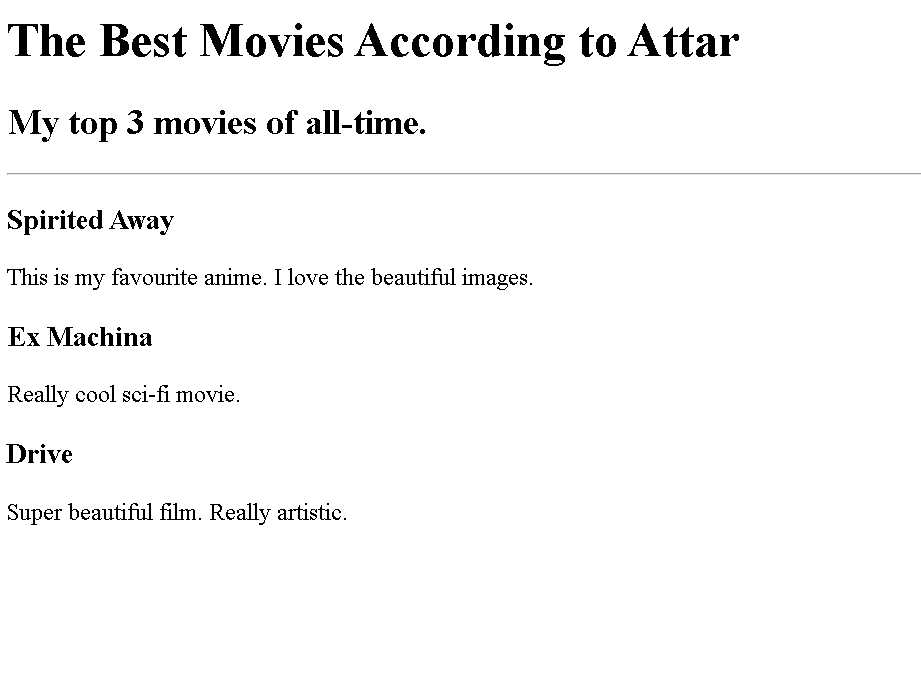 The Best Movies According to Attar
My top 3 movies of all-time.
Spirited Away
This is my favourite anime. I love the beautiful images.
Ex Machina
Really cool sci-fi movie.
Drive
Super beautiful film. Really artistic.